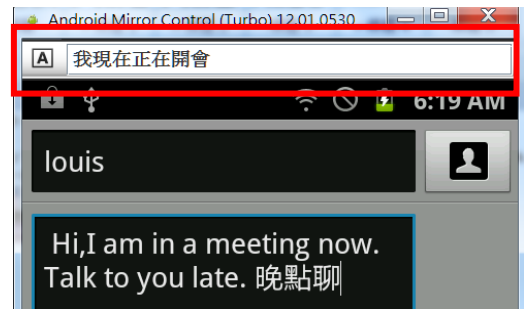 Android Mirror Control (Turbo) 12.01.0530
A 我現在正在開會
6:19 AM
louis
Hi,I am in a meeting now.
Talk to you late. 晚點聊